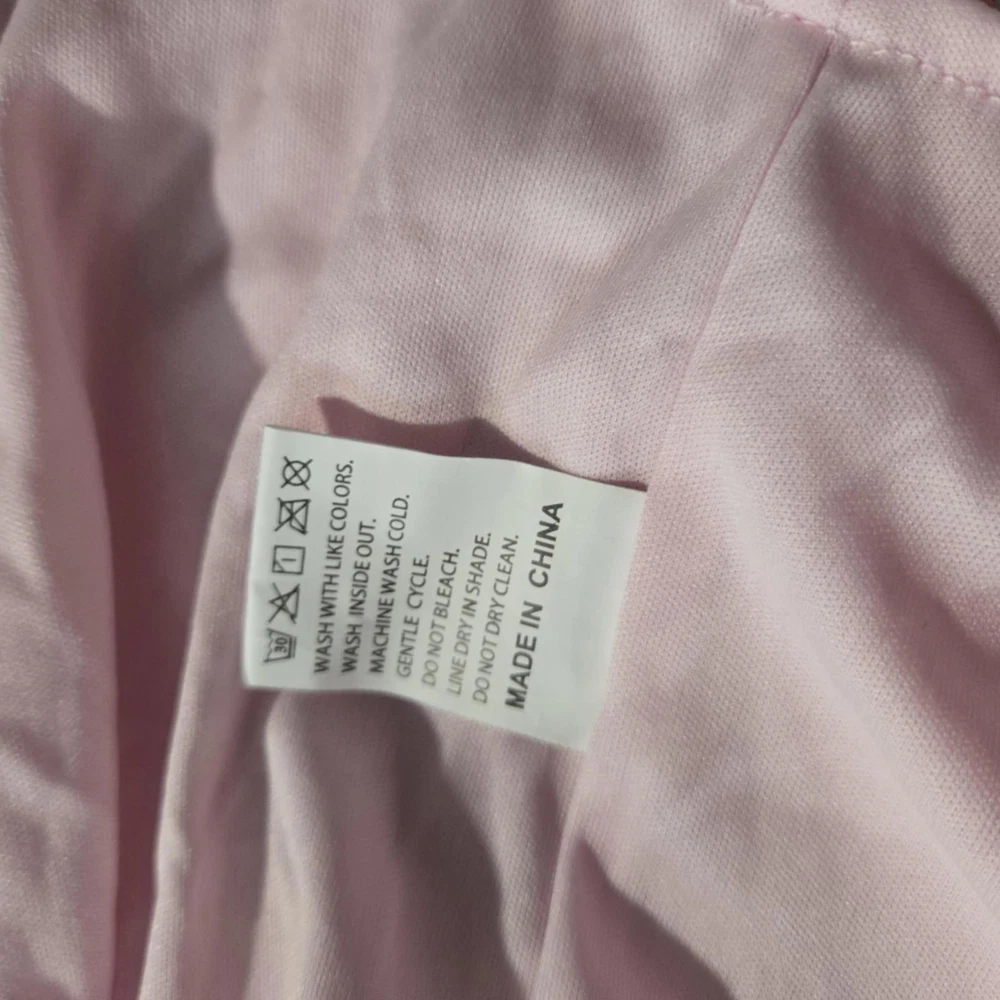 30
WASH WITH LIKE COLORS.
WASH INSIDE OUT.
MACHINE WASH COLD.
GENTLE CYCLE.
DO NOT BLEACH.
LINE DRY IN SHADE.
DO NOT DRY CLEAN.
MADE IN CHINA